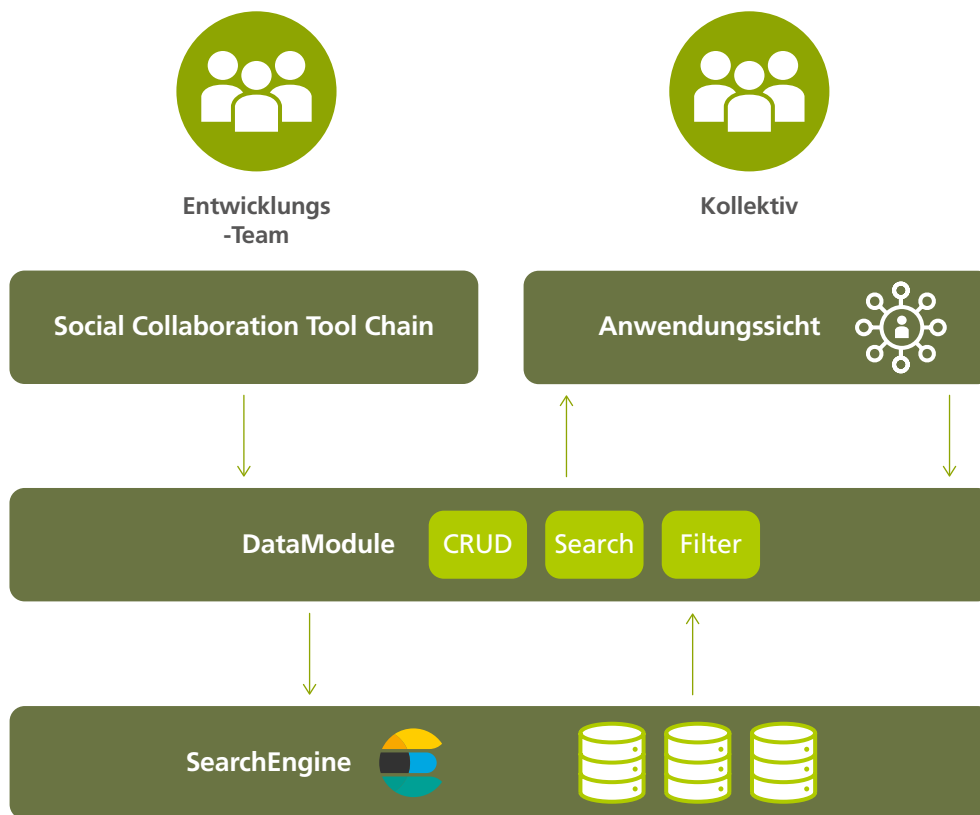 Entwicklungs
-Team
Kollektiv
Social Collaboration Tool Chain
Anwendungssicht
DataModule
CRUD
Search
Filter
SearchEngine